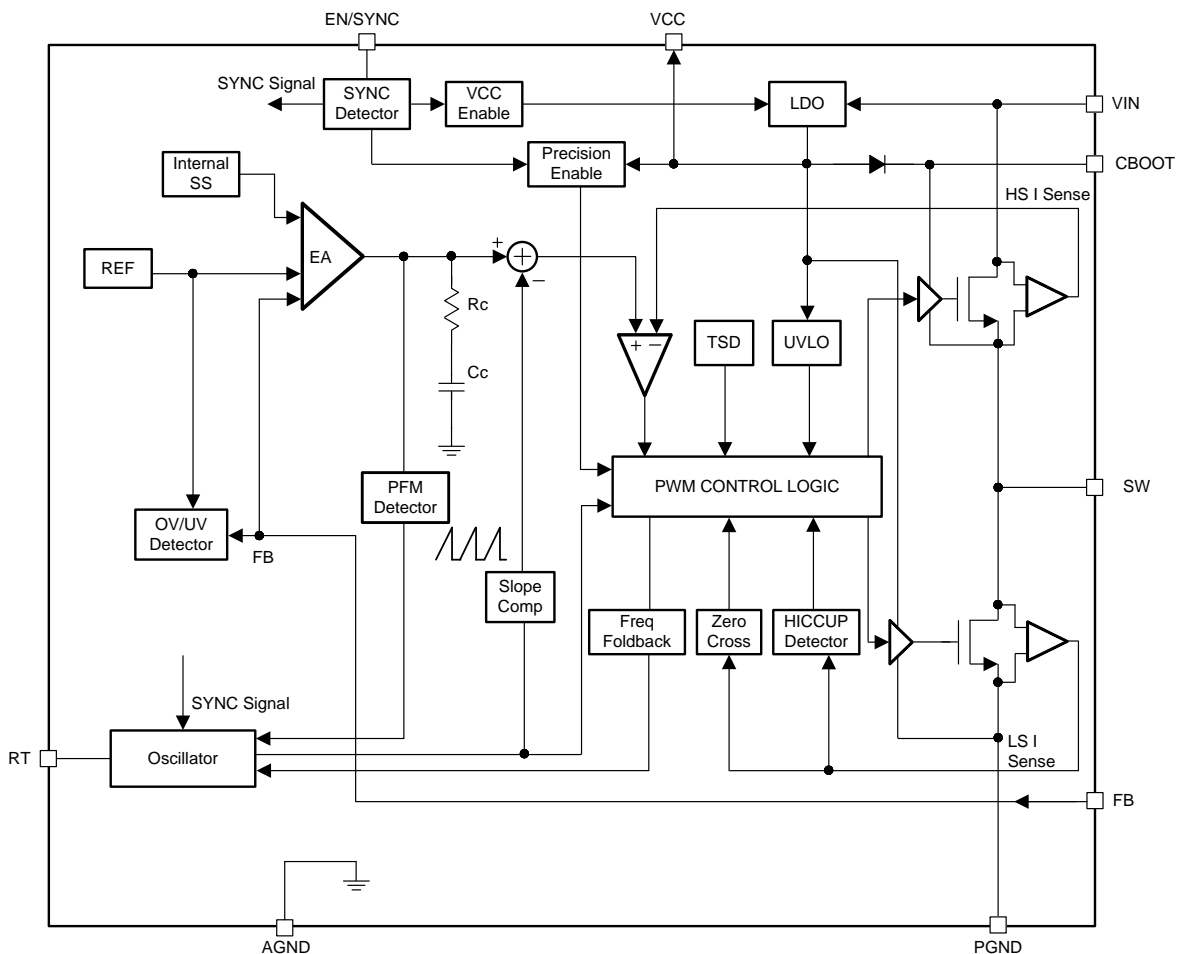 EN/SYNC
VCC
SYNC Signal
SYNC
Detector
VCC
Enable
LDO
VIN
Internal
SS
Precision
Enable
CBOOT
HS I Sense
REF
EA
+
+
−
Rc
+ −
TSD
UVLO
Cc
PWM CONTROL LOGIC
SW
PFM
Detector
OV/UV
Detector
FB
Slope
Comp
Freq
Foldback
Zero
Cross
HICCUP
Detector
SYNC Signal
RT
Oscillator
LS I
Sense
FB
AGND
PGND